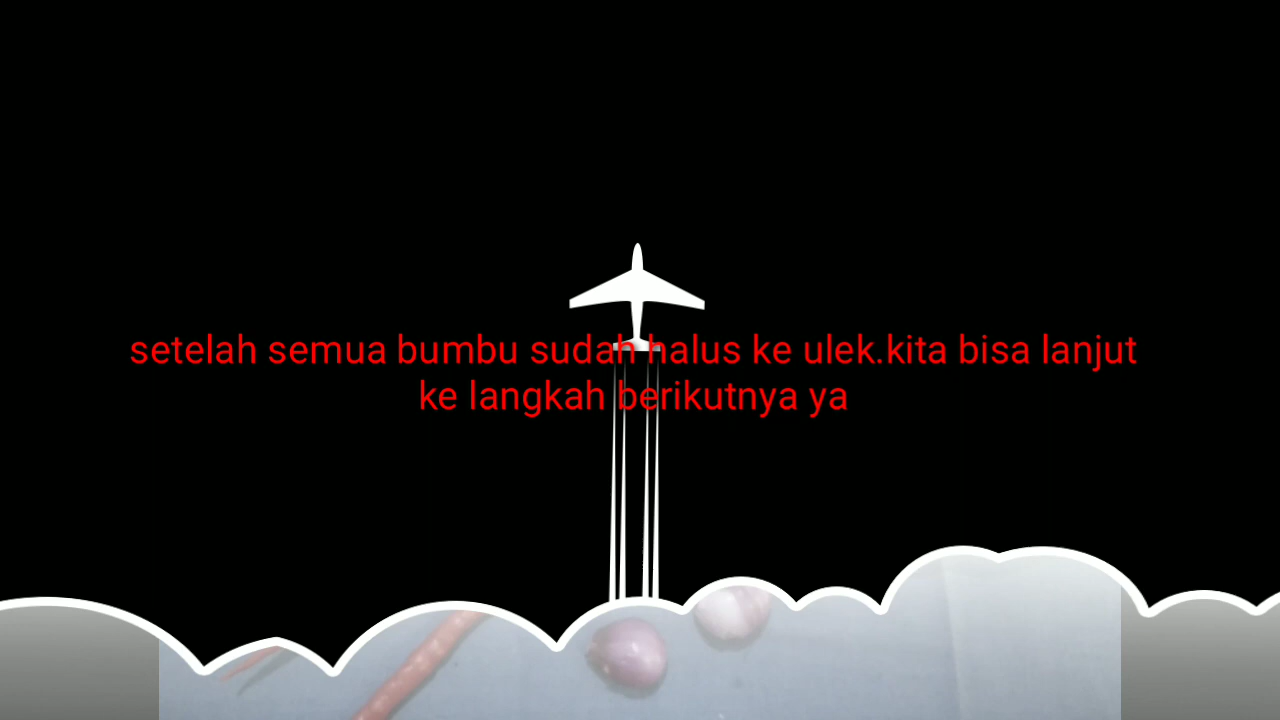 setelah semua bumbu sudah halus ke ulek.kita bisa lanjut
ke langkah berikutnya ya